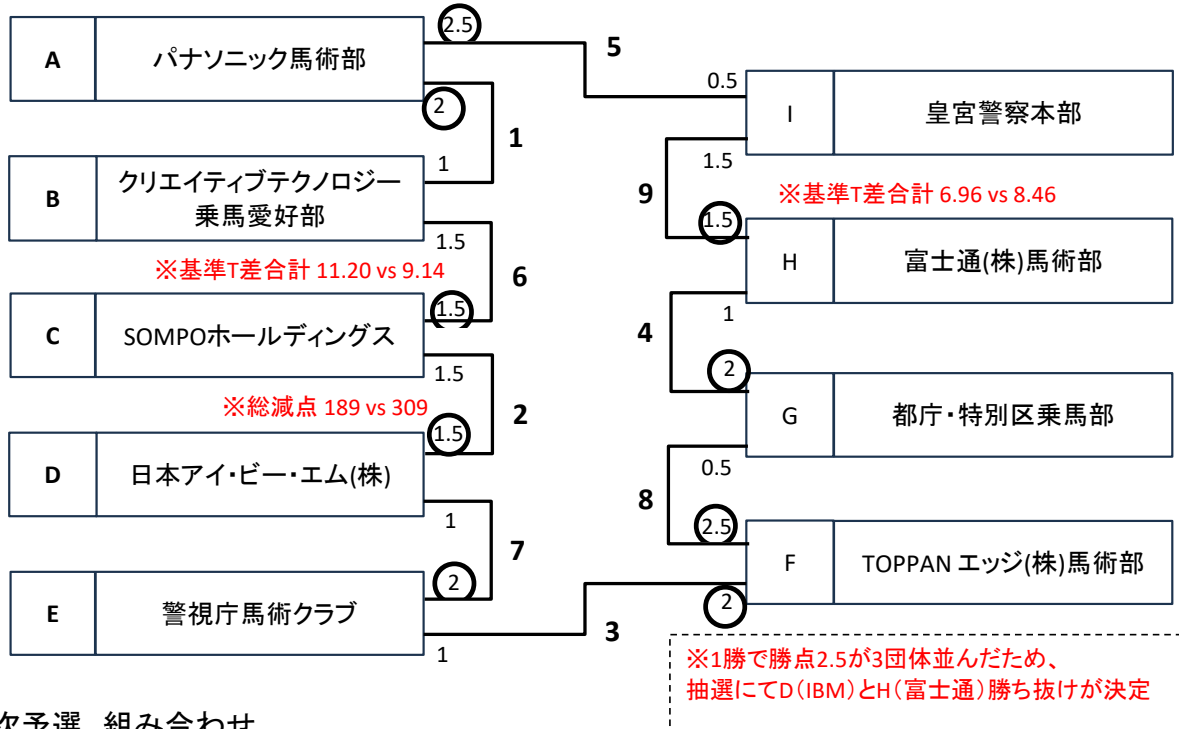 2.5
5
A パナソニック馬術部
0.5
2
I 皇宮警察本部
1
1
1.5
B クリエイティブテクノロジー
乗馬愛好部
9
※基準T差合計 6.96 vs 8.46
1.5
1.5
※基準T差合計 11.20 vs 9.14
6
H 富士通(株)馬術部
1.5
1
C SOMPOホールディングス
4
1.5
2
※総減点 189 vs 309
2
1.5
G 都庁・特別区乗馬部
D 日本アイ・ビー・エム(株)
0.5
8
1
2.5
7
F TOPPAN エッジ(株)馬術部
2
2
E 警視庁馬術クラブ
3
1
※1勝で勝点2.5が3団体並んだため、
抽選にてD(IBM)とH(富士通)勝ち抜けが決定
予選 組み合わせ